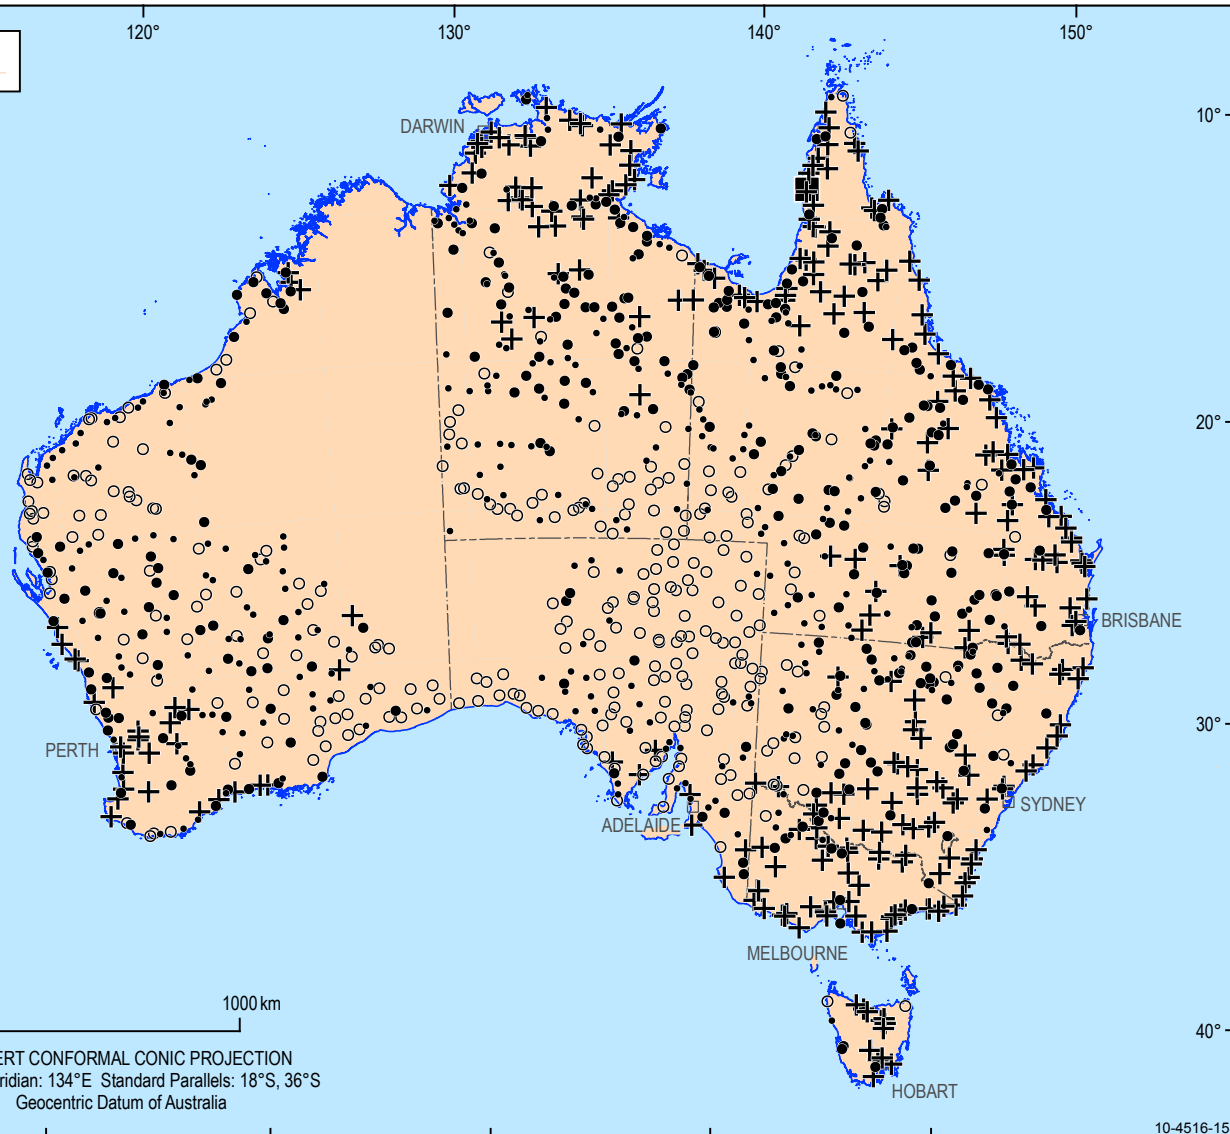 120°
130°
140°
150°
10°
DARWIN
20°
BRISBANE
30°
PERTH
SYDNEY
ADELAIDE
MELBOURNE
1000 km
40°
ERT CONFORMAL CONIC PROJECTION
ridian: 134°E Standard Parallels: 18°S, 36°S
Geocentric Datum of Australia
HOBART
10-4516-15